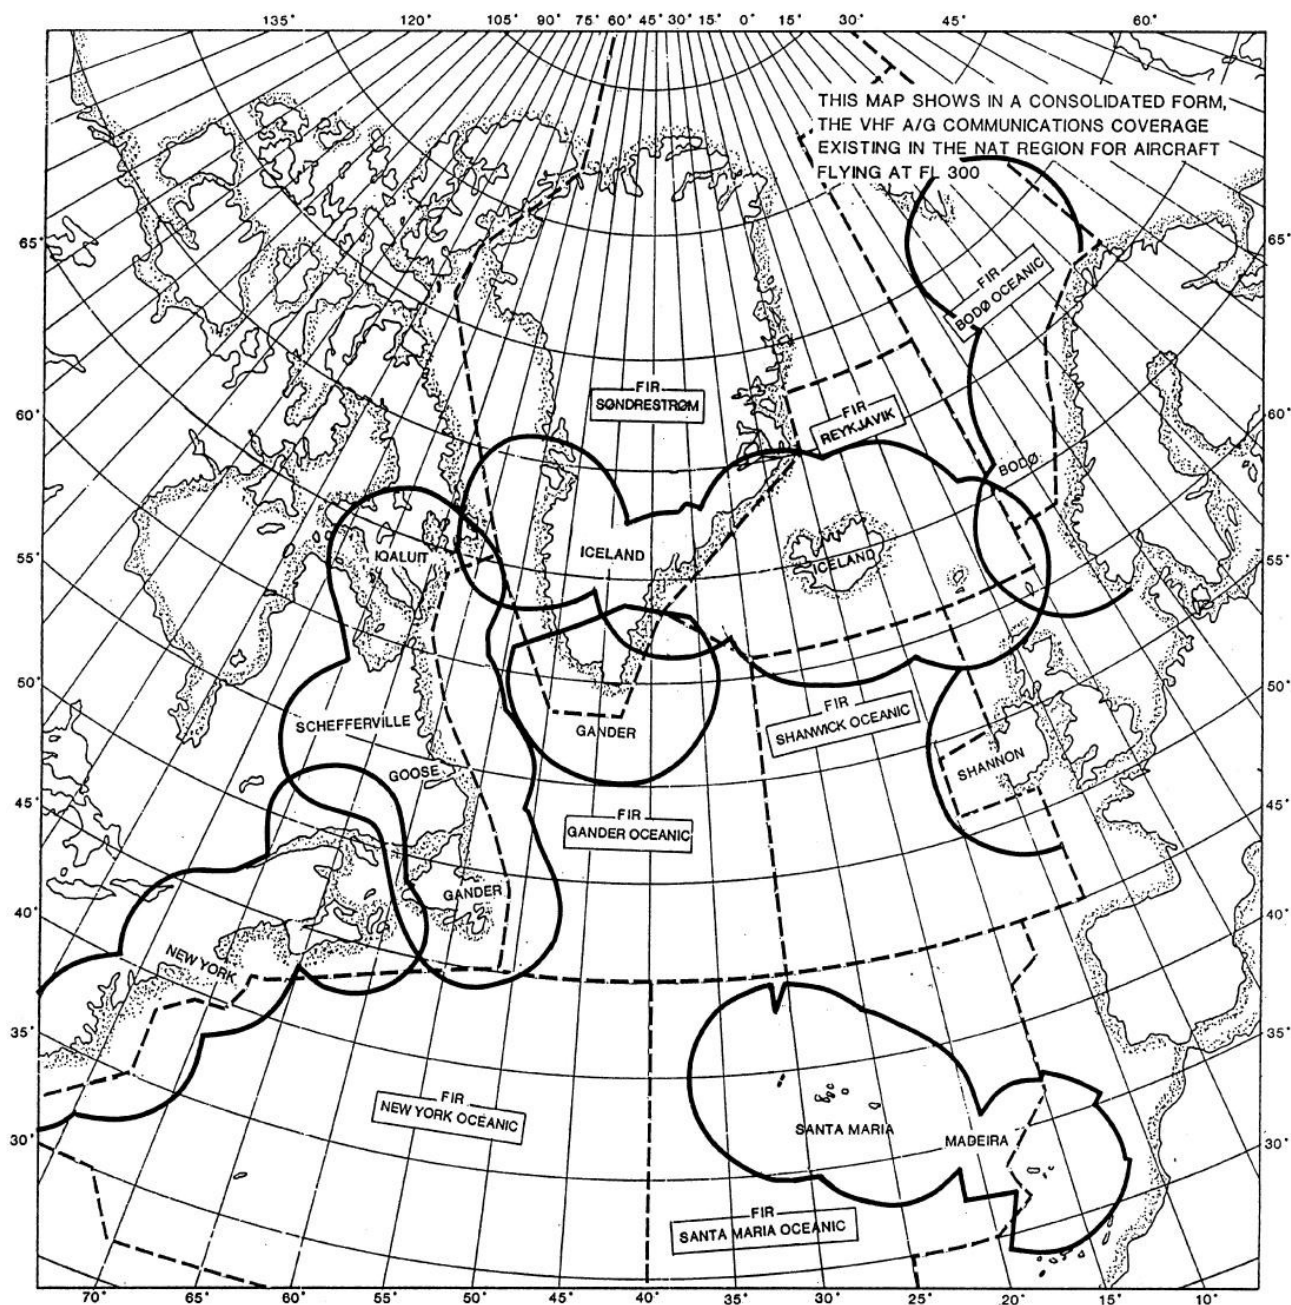 135° 120° 105° 90° 75° 60° 45° 30° 15° 0° 15° 30° 45° 60°
THIS MAP SHOWS IN A CONSOLIDATED FORM,
THE VHF A/G COMMUNICATIONS COVERAGE
EXISTING IN THE NAT REGION FOR AIRCRAFT
FLYING AT FL 300
65° 65°
FIR
BODØ OCEANIC
FIR
SØNDRESTRØM
FIR
REYKJAVIK
60° 60°
BODØ
55° 55°
IQALUIT
ICELAND
ICELAND
50° 50°
SCHEFFERVILLE
FIR
SHANWICK OCEANIC
GANDER
SHANNON
GOOSE
45° 45°
FIR
GANDER OCEANIC
GANDER
40° 40°
NEW YORK
35° 35°
FIR
NEW YORK OCEANIC
SANTA MARIA
MADEIRA
30° 30°
FIR
SANTA MARIA OCEANIC
70° 60° 55° 50° 45° 40° 35° 30° 25° 20° 15° 10°